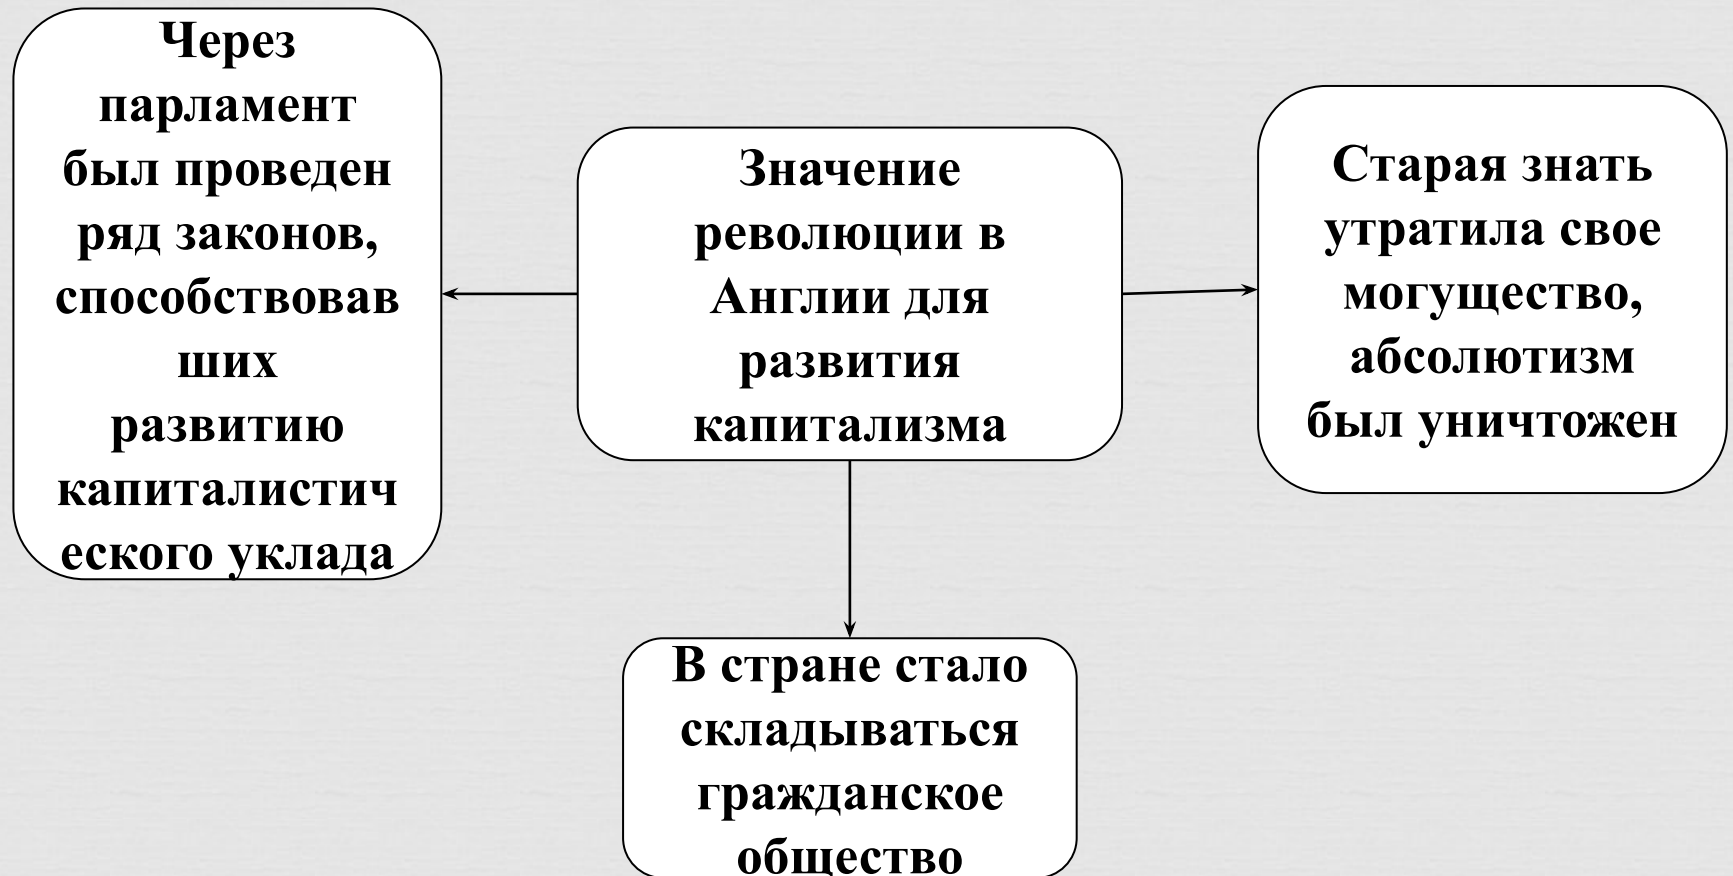 Через
парламент
был проведен
ряд законов,
способствовав
ших
развитию
капиталистич
еского уклада
Значение
революции в
Англии для
развития
капитализма
Старая знать
утратила свое
могущество,
абсолютизм
был уничтожен
В стране стало
складываться
гражданское
общество